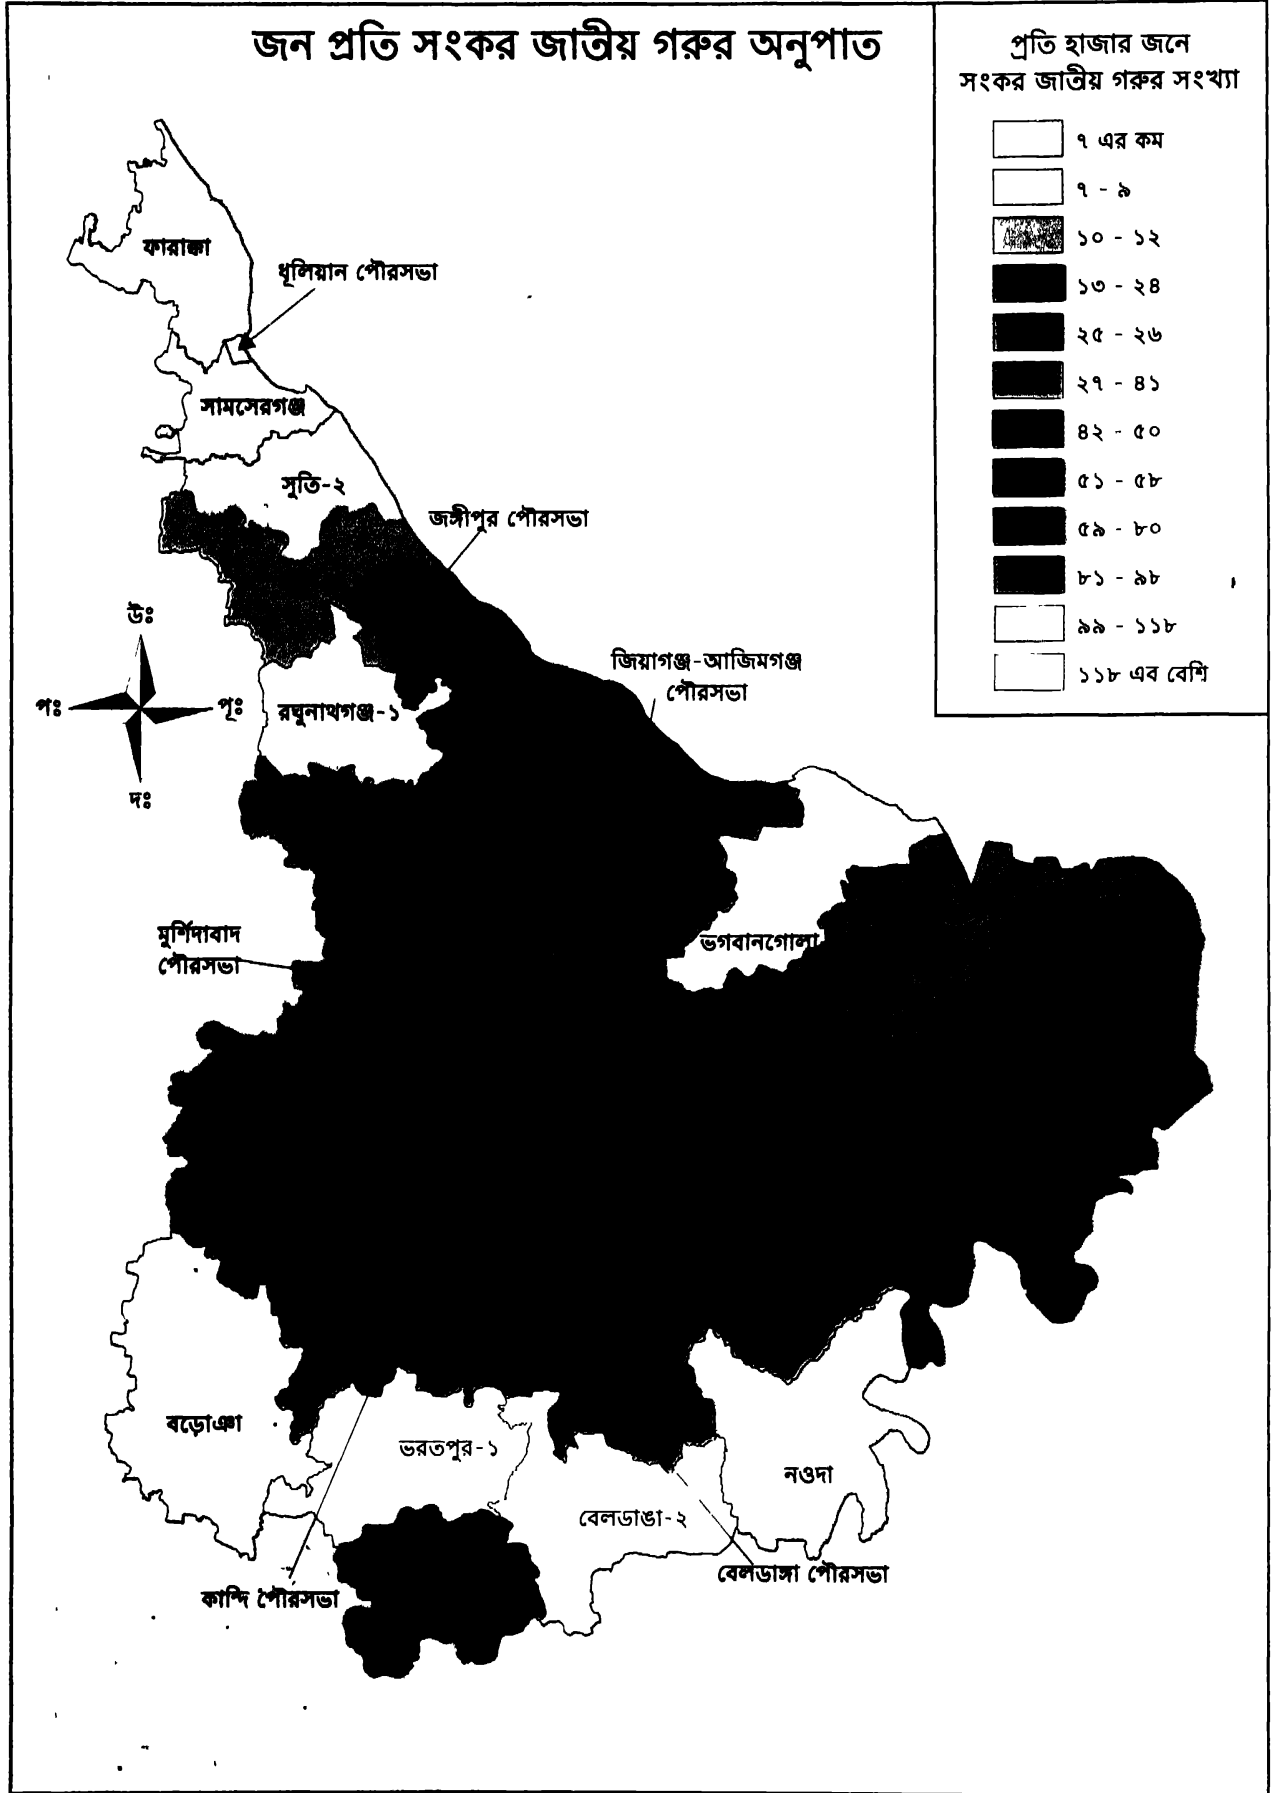 জন প্রতি সংকর জাতীয় গরুর অনুপাত
প্রতি হাজার জনে
সংকর জাতীয় গরুর সংখ্যা
৭ এর কম
৭ - ৯
১০ - ১২
১৩ - ২৪
২৫ - ২৬
২৭ - ৪১
৪২ - ৫০
৫১ - ৫৮
৫৯ - ৮০
৮১ - ৯৮
৯৯ - ১১৮
১১৮ এব বেশি
ফারাক্কা
ধূলিয়ান পৌরসভা
সামসেরগঞ্জ
সুতি-২
জঙ্গীপুর পৌরসভা
উঃ
পঃ
পূঃ
দঃ
রঘুনাথগঞ্জ-১
জিয়াগঞ্জ-আজিমগঞ্জ
পৌরসভা
মুর্শিদাবাদ
পৌরসভা
ভগবানগোলা
বড়োঞা
ভরতপুর-১
নওদা
বেলডাঙা-২
বেলডাঙ্গা পৌরসভা
কান্দি পৌরসভা